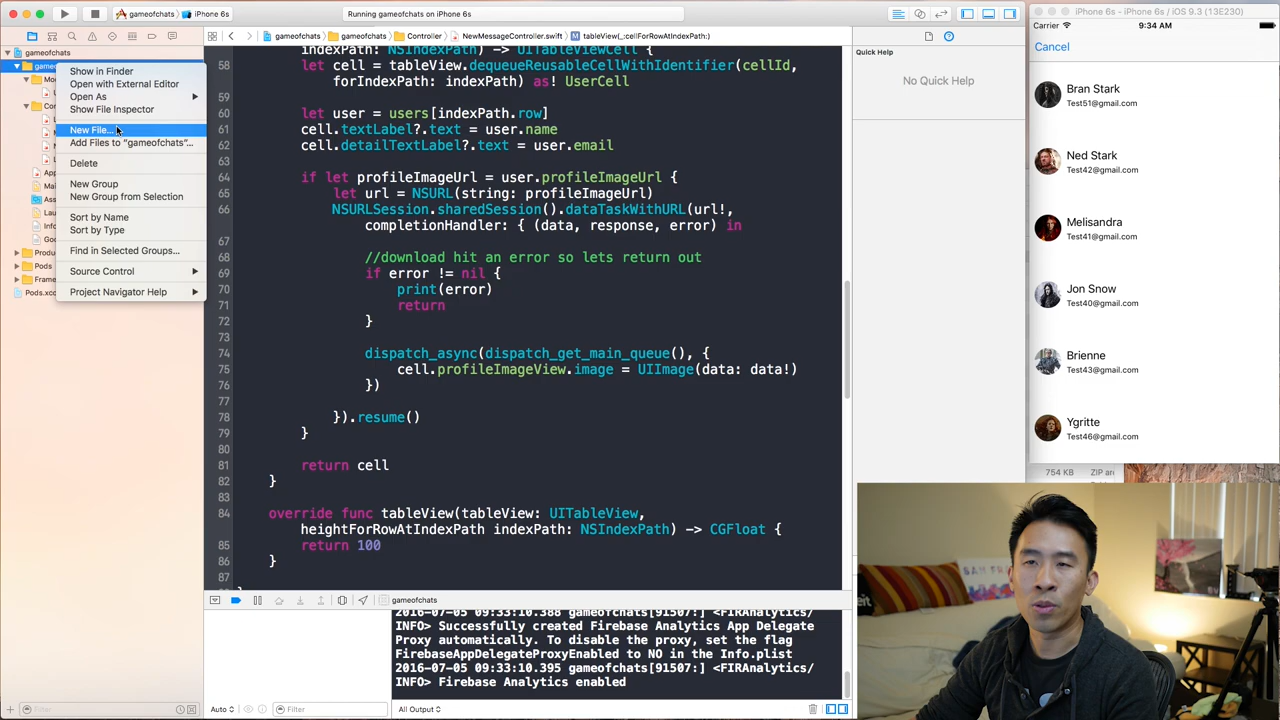 gameofchats
iPhone 6s
Running gameofchats on iPhone 6s
iPhone 6s - iPhone 6s / iOS 9.3 (13E230)
Carrier
9:34 AM
Cancel
Bran Stark
Test51@gmail.com
Ned Stark
Test42@gmail.com
Melisandra
Test41@gmail.com
Jon Snow
Test40@gmail.com
Brienne
Test43@gmail.com
Ygritte
Test46@gmail.com
754 KB
gameofchats
Show in Finder
Open with External Editor
Open As
Show File Inspector
New File...
Add Files to “gameofchats”...
Delete
New Group
New Group from Selection
Sort by Name
Sort by Type
Find in Selected Groups...
Source Control
Project Navigator Help
Pods
gameofchats
gameofchats
Controller
NewMessageController.swift
tableView(_:cellForRowAtIndexPath:)
indexPath: NSIndexPath) -> UITableViewCell {
58 let cell = tableView.dequeueReusableCellWithIdentifier(cellId,
forIndexPath: indexPath) as! UserCell
59
60 let user = users[indexPath.row]
61 cell.textLabel?.text = user.name
62 cell.detailTextLabel?.text = user.email
63
64 if let profileImageUrl = user.profileImageUrl {
65 let url = NSURL(string: profileImageUrl)
66 NSURLSession.sharedSession().dataTaskWithURL(url!,
completionHandler: { (data, response, error) in
67
68 //download hit an error so lets return out
69 if error != nil {
70 print(error)
71 return
72 }
73
74 dispatch_async(dispatch_get_main_queue(), {
75 cell.profileImageView.image = UIImage(data: data!)
76 })
77
78 }).resume()
79 }
80
81 return cell
82 }
83
84 override func tableView(tableView: UITableView,
heightForRowAtIndexPath indexPath: NSIndexPath) -> CGFloat {
85 return 100
86 }
87
Quick Help
No Quick Help
gameofchats
2016-07-05 09:33:10.388 gameofchats[91507:] <FIRAnalytics/
INFO> Successfully created Firebase Analytics App Delegate
Proxy automatically. To disable the proxy, set the flag
FirebaseAppDelegateProxyEnabled to NO in the Info.plist
2016-07-05 09:33:10.395 gameofchats[91507:] <FIRAnalytics/
INFO> Firebase Analytics enabled
Filter
Auto
Filter
All Output